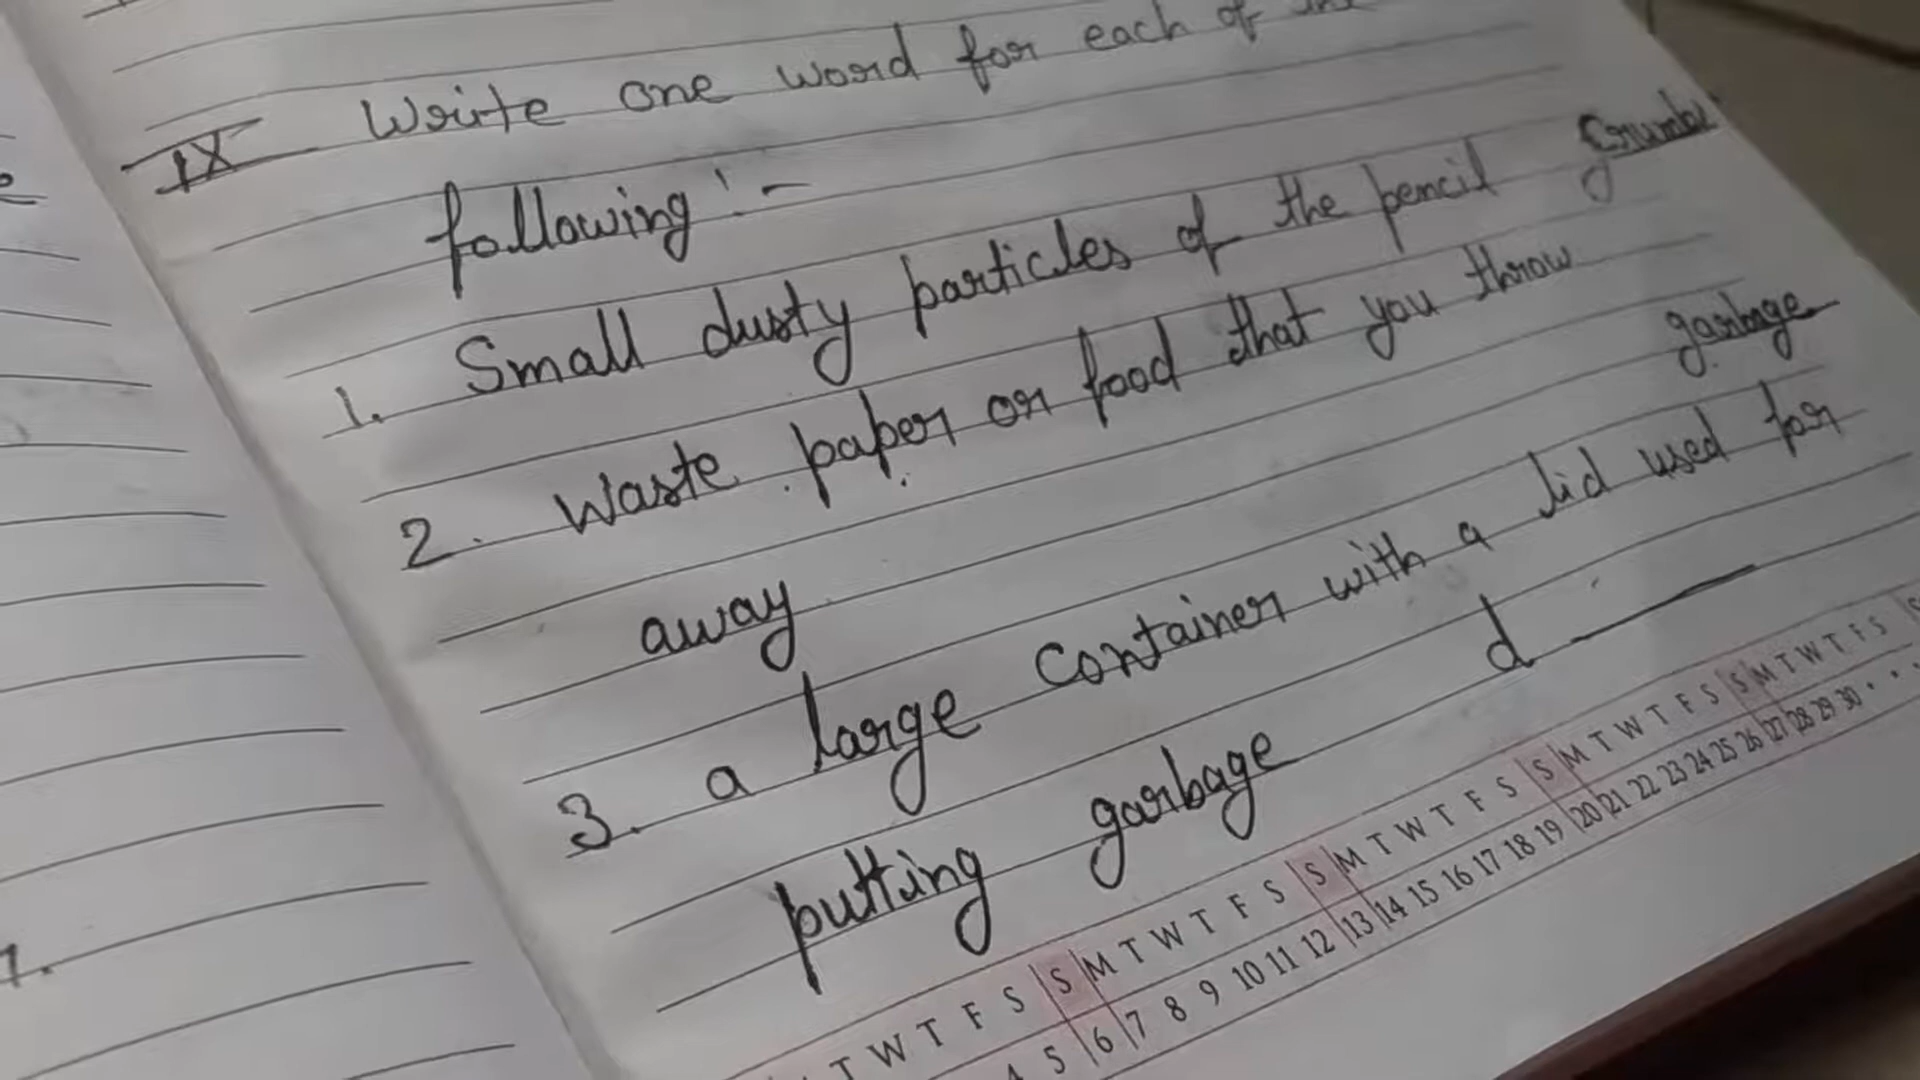 IX Write one word for each of the
following :-
1. Small dusty particles of the pencil
2. Waste paper or food that you throw
away garbage
3. a large container with a lid used for
putting garbage d
T W T F S S M T W T F S S M T W T F S S M T W T F S S
5 6 7 8 9 10 11 12 13 14 15 16 17 18 19 20 21 22 23 24 25 26 27 28 29 30